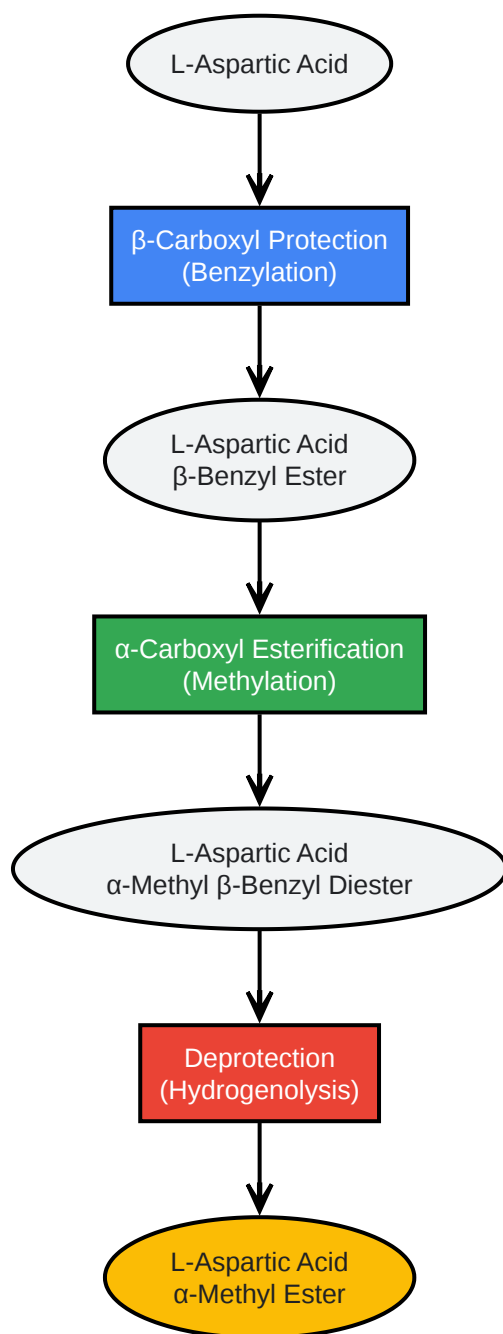 L-Aspartic Acid
β-Carboxyl Protection
(Benzylation)
L-Aspartic Acid
β-Benzyl Ester
α-Carboxyl Esterification
(Methylation)
L-Aspartic Acid
α-Methyl β-Benzyl Diester
Deprotection
(Hydrogenolysis)
L-Aspartic Acid
α-Methyl Ester